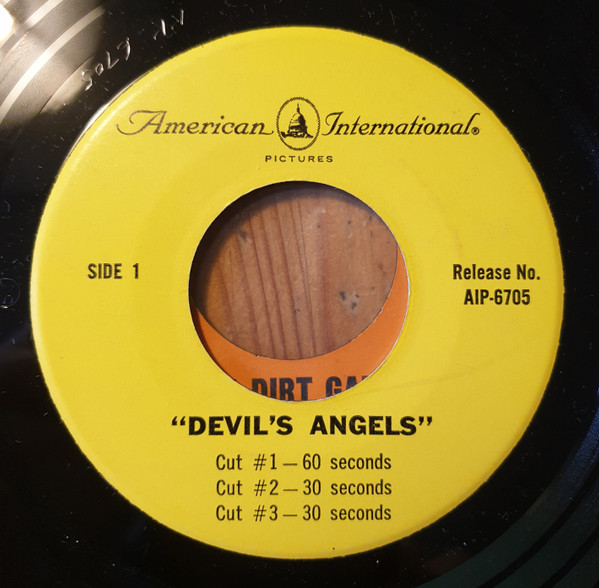 American International®
PICTURES
SIDE 1
Release No.
AIP-6705
DIRT
"DEVIL'S ANGELS"
Cut #1 — 60 seconds
Cut #2 — 30 seconds
Cut #3 — 30 seconds